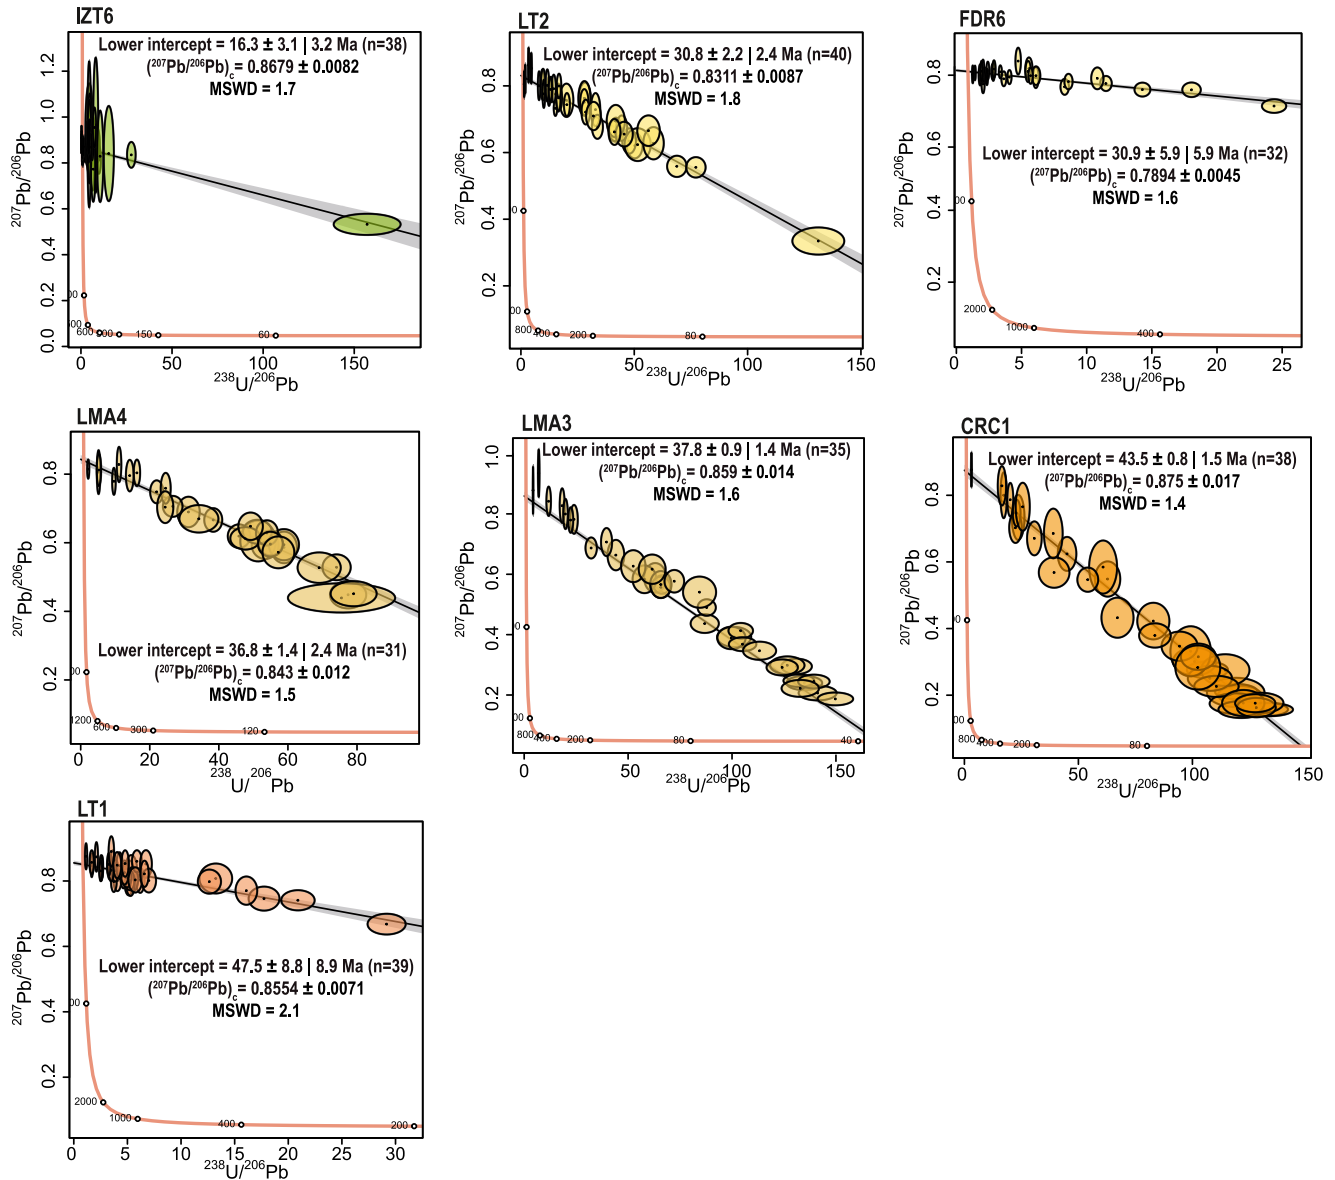 IZT6
Lower intercept = 16.3 ± 3.1 | 3.2 Ma (n=38)
(207Pb/206Pb)c = 0.8679 ± 0.0082
MSWD = 1.7
207Pb/206Pb
1.2
1.0
0.8
0.6
0.4
0.2
0.0
600
150
60
0
50
100
150
238U/206Pb
LT2
Lower intercept = 30.8 ± 2.2 | 2.4 Ma (n=40)
(207Pb/206Pb)c = 0.8311 ± 0.0087
MSWD = 1.8
207Pb/206Pb
0.8
0.6
0.4
0.2
800
400
200
80
0
50
100
150
238U/206Pb
FDR6
Lower intercept = 30.9 ± 5.9 | 5.9 Ma (n=32)
(207Pb/206Pb)c = 0.7894 ± 0.0045
MSWD = 1.6
207Pb/206Pb
0.8
0.6
0.4
0.2
2000
1000
400
0
5
10
15
20
25
238U/206Pb
LMA4
Lower intercept = 36.8 ± 1.4 | 2.4 Ma (n=31)
(207Pb/206Pb)c = 0.843 ± 0.012
MSWD = 1.5
207Pb/206Pb
0.8
0.6
0.4
0.2
1200
600
300
120
0
20
40
60
80
238U/206Pb
LMA3
Lower intercept = 37.8 ± 0.9 | 1.4 Ma (n=35)
(207Pb/206Pb)c = 0.859 ± 0.014
MSWD = 1.6
207Pb/206Pb
1.0
0.8
0.6
0.4
0.2
800
400
200
80
40
0
50
100
150
238U/206Pb
CRC1
Lower intercept = 43.5 ± 0.8 | 1.5 Ma (n=38)
(207Pb/206Pb)c = 0.875 ± 0.017
MSWD = 1.4
207Pb/206Pb
0.8
0.6
0.4
0.2
800
400
200
80
0
50
100
150
238U/206Pb
LT1
Lower intercept = 47.5 ± 8.8 | 8.9 Ma (n=39)
(207Pb/206Pb)c = 0.8554 ± 0.0071
MSWD = 2.1
207Pb/206Pb
0.8
0.6
0.4
0.2
2000
1000
400
200
0
5
10
15
20
25
30
238U/206Pb